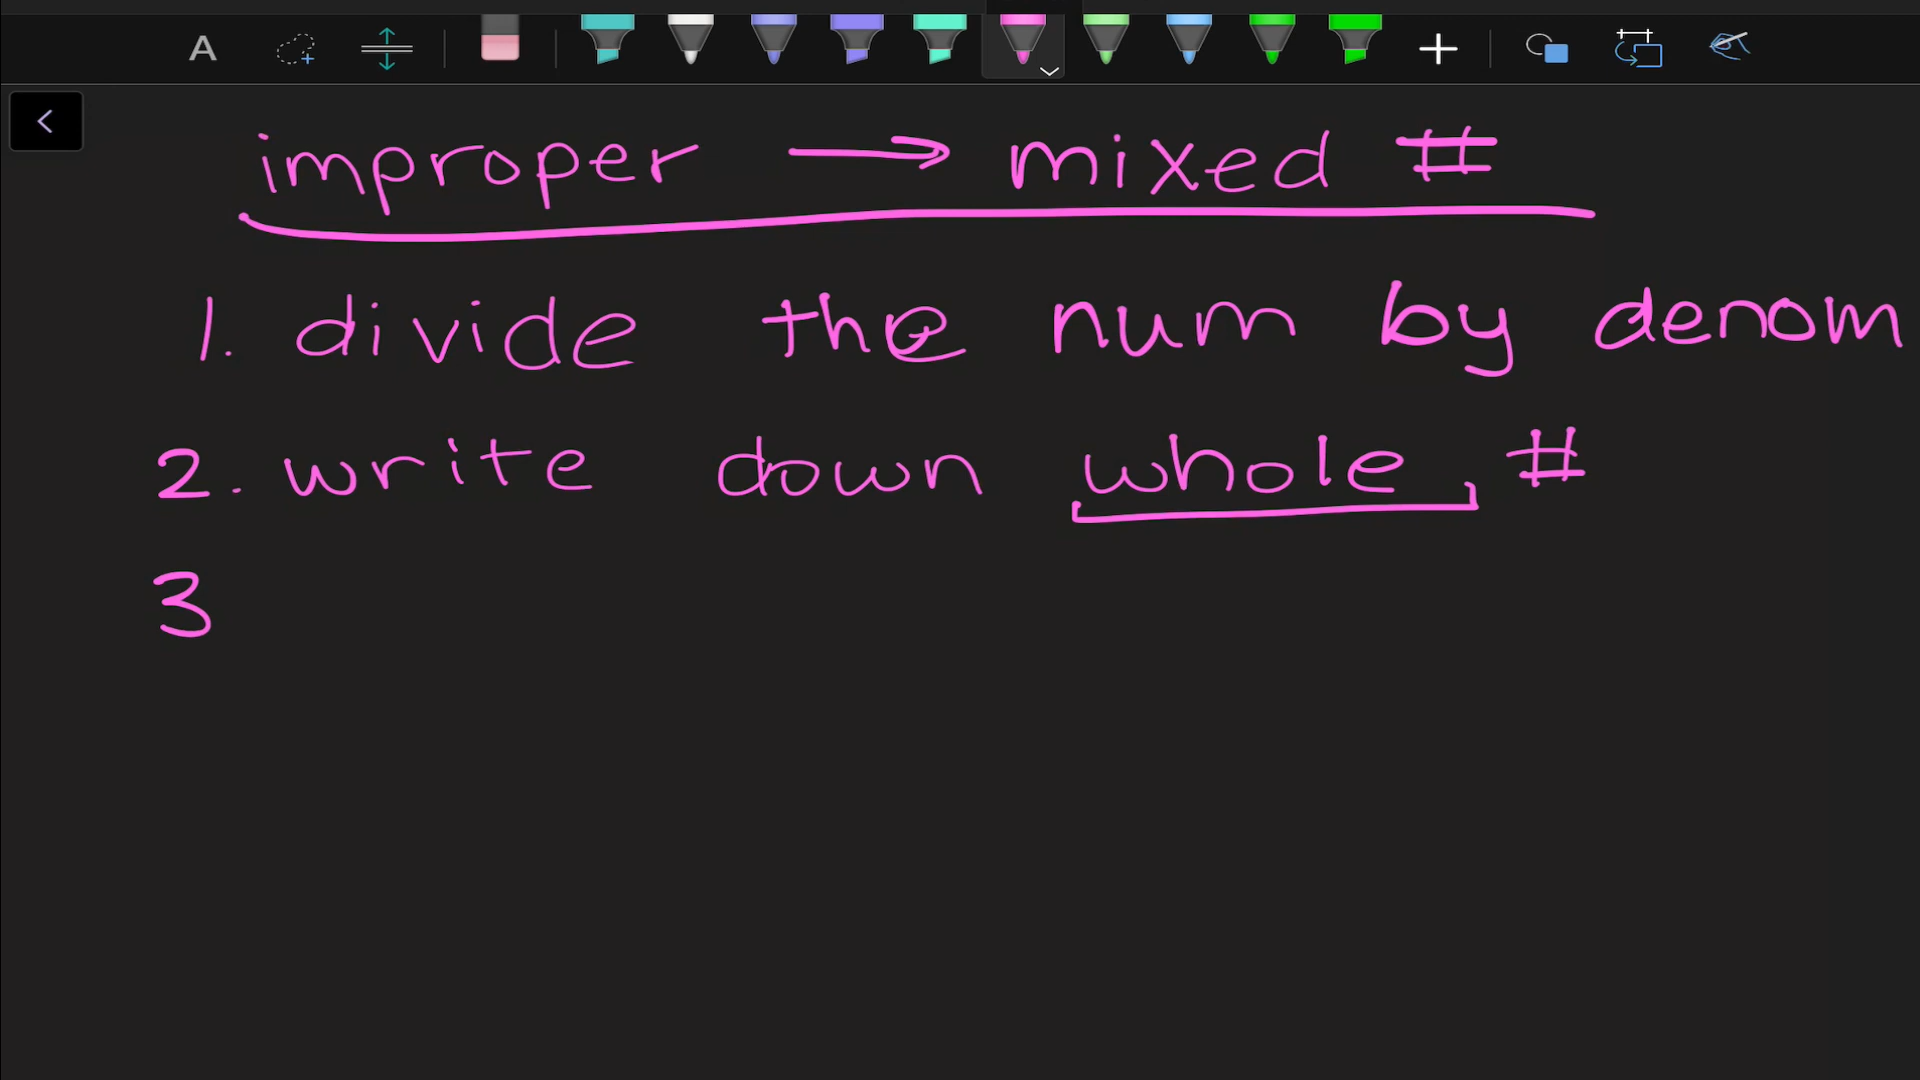 A
improper → mixed #
1. divide the num by denom
2. write down whole #
3